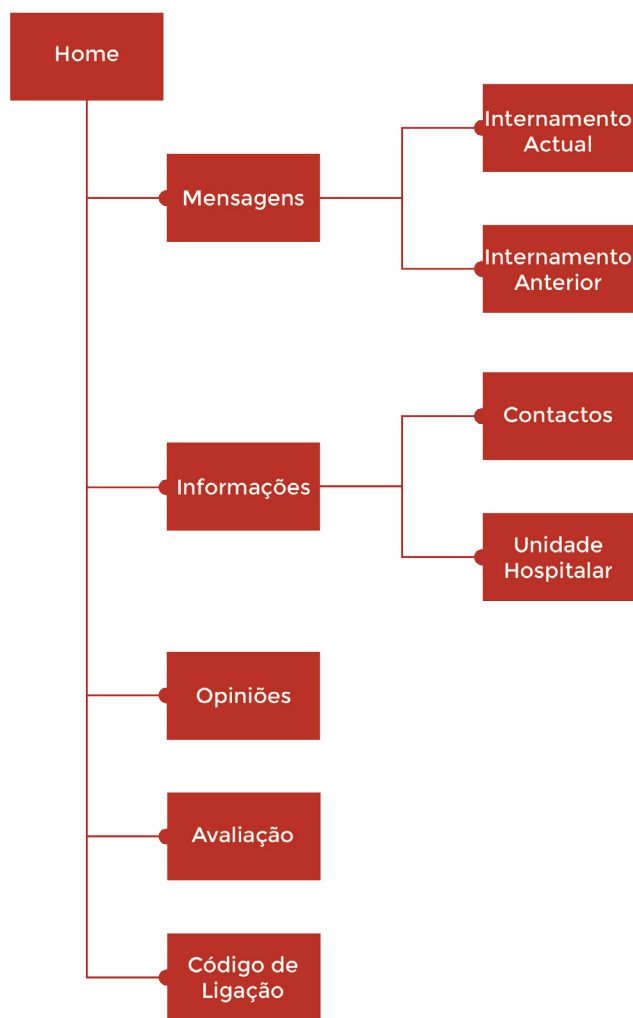 Home
Mensagens
Internamento
Actual
Internamento
Anterior
Informações
Contactos
Unidade
Hospitalar
Opiniões
Avaliação
Código de
Ligação